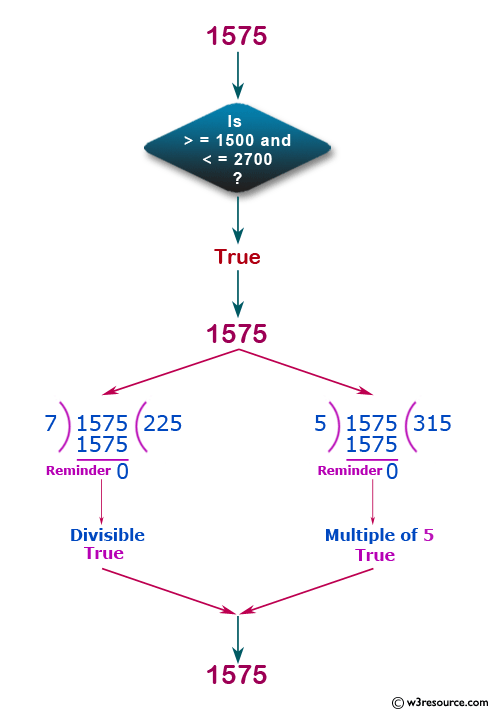 1575
Is
> = 1500 and
< = 2700
?
True
1575
7 ) 1575 ( 225
1575
Reminder 0
Divisible
True
5 ) 1575 ( 315
1575
Reminder 0
Multiple of 5
True
1575
© w3resource.com